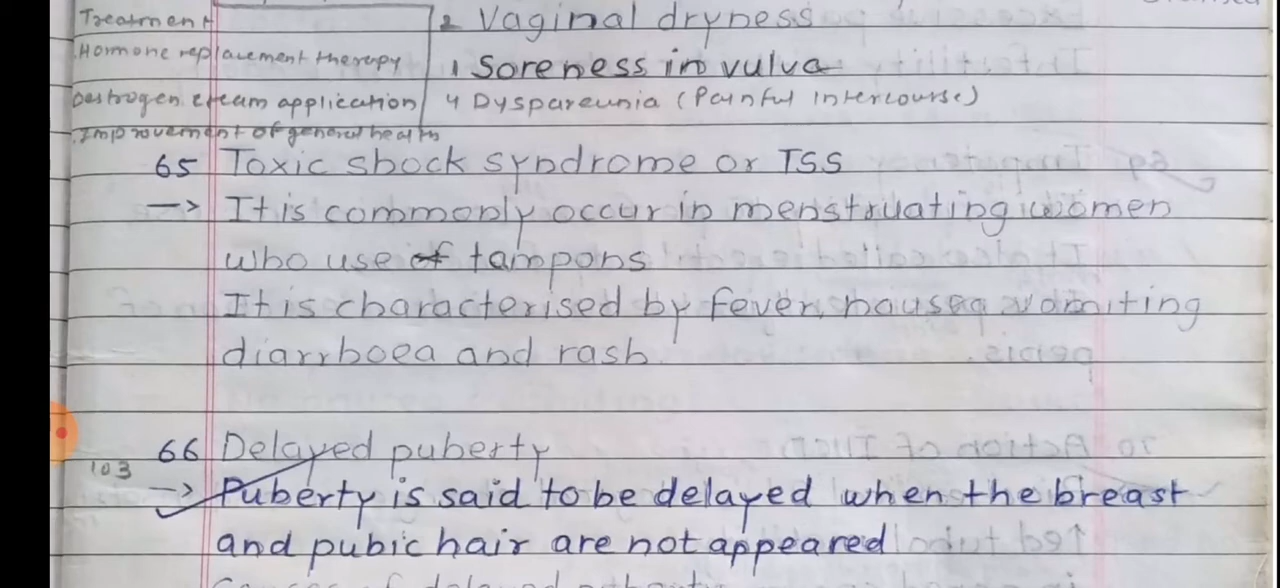 Treatment
Hormone replacement therapy
Oestrogen cream application
Improvement of general health
2 Vaginal dryness
1 Soreness in vulva
4 Dyspareunia (Painful Intercourse)
65 Toxic shock syndrome or TSS
→ It is commonly occur in menstruating women
who use of tampons
It is characterised by fever, nausea vomiting
diarrhoea and rash
66 Delayed puberty
103
→ Puberty is said to be delayed when the breast
and pubic hair are not appeared